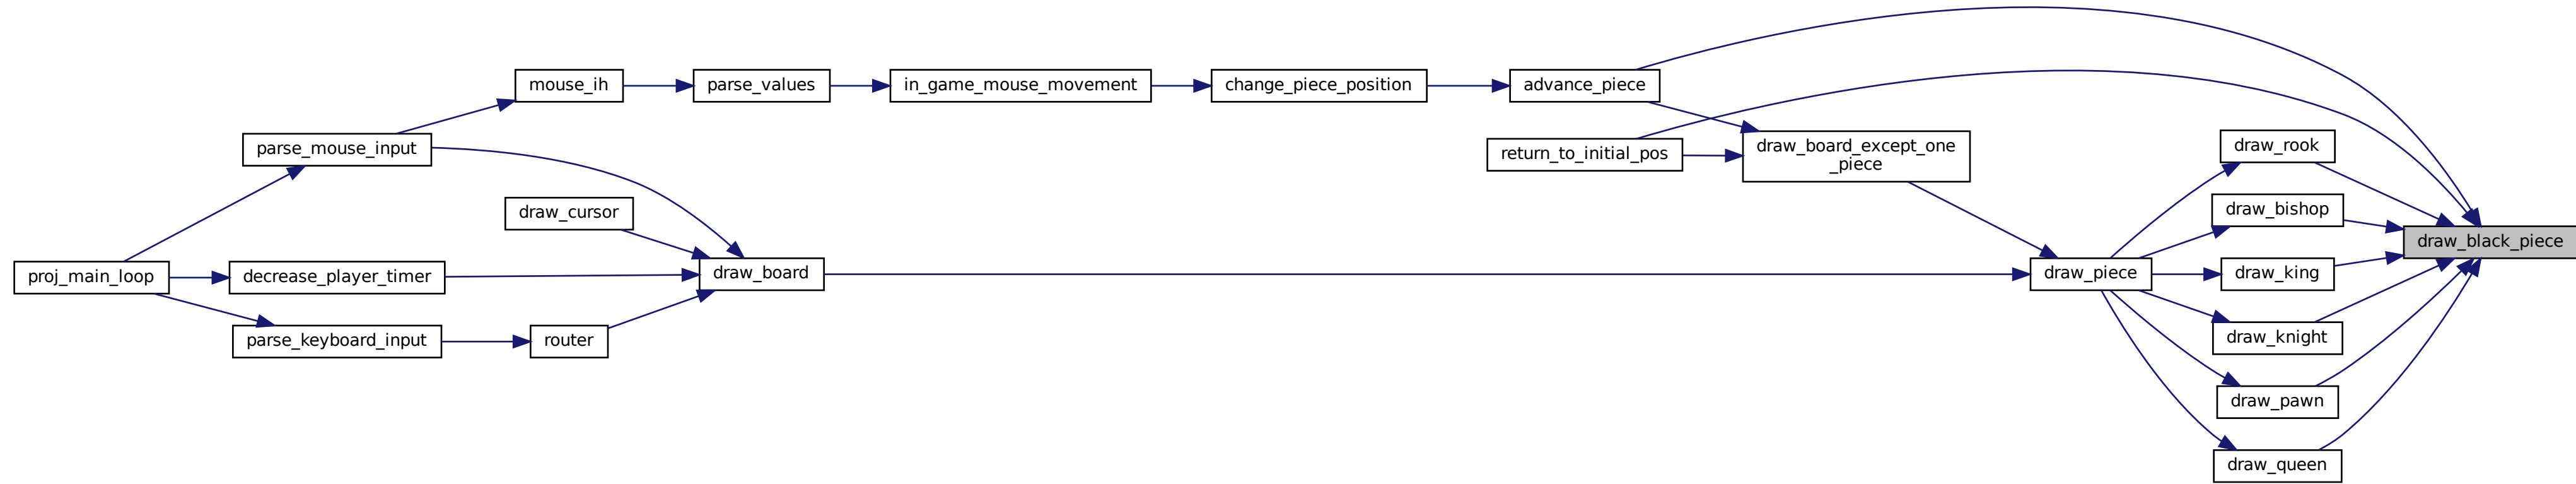 mouse_ih
parse_values
in_game_mouse_movement
change_piece_position
advance_piece
parse_mouse_input
return_to_initial_pos
draw_board_except_one
_piece
draw_rook
draw_cursor
draw_bishop
draw_black_piece
proj_main_loop
decrease_player_timer
draw_board
draw_piece
draw_king
parse_keyboard_input
router
draw_knight
draw_pawn
draw_queen